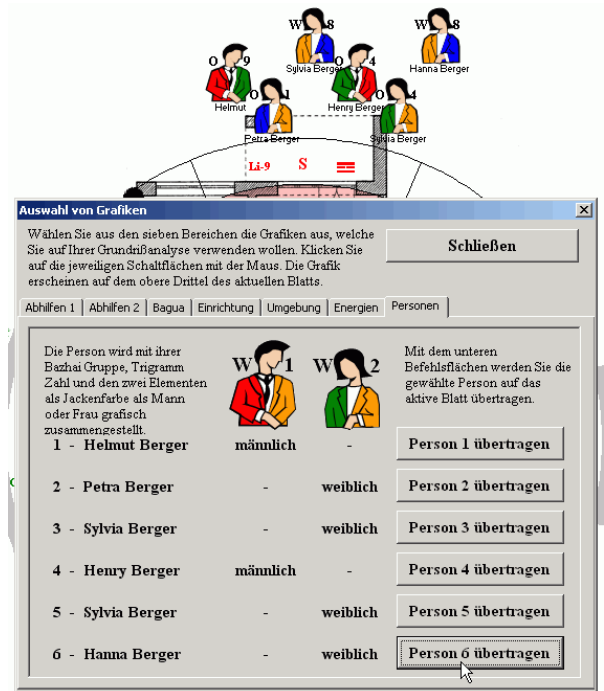 W 8
W 8
Sylvia Berger
Hanna Berger
O 9
O 4
Helmut
Henry Berger
O 1
O 4
Petra Berger
Sylvia Berger
Li-9 S
Auswahl von Grafiken
Wählen Sie aus den sieben Bereichen die Grafiken aus, welche
Sie auf Ihrer Grundrißanalyse verwenden wollen. Klicken Sie
auf die jeweiligen Schaltflächen mit der Maus. Die Grafik
erscheinen auf dem obere Drittel des aktuellen Blatts.
Schließen
Abhilfen 1 Abhilfen 2 Bagua Einrichtung Umgebung Energien Personen
Die Person wird mit ihrer
Bazhai Gruppe, Trigramm
Zahl und den zwei Elementen
als Jackenfarbe als Mann
oder Frau grafisch
zusammengestellt.
W 1 W 2
Mit dem unteren
Befehlsflächen werden Sie die
gewählte Person auf das
aktive Blatt übertragen.
1 - Helmut Berger männlich - Person 1 übertragen
2 - Petra Berger - weiblich Person 2 übertragen
3 - Sylvia Berger - weiblich Person 3 übertragen
4 - Henry Berger männlich - Person 4 übertragen
5 - Sylvia Berger - weiblich Person 5 übertragen
6 - Hanna Berger - weiblich Person 6 übertragen